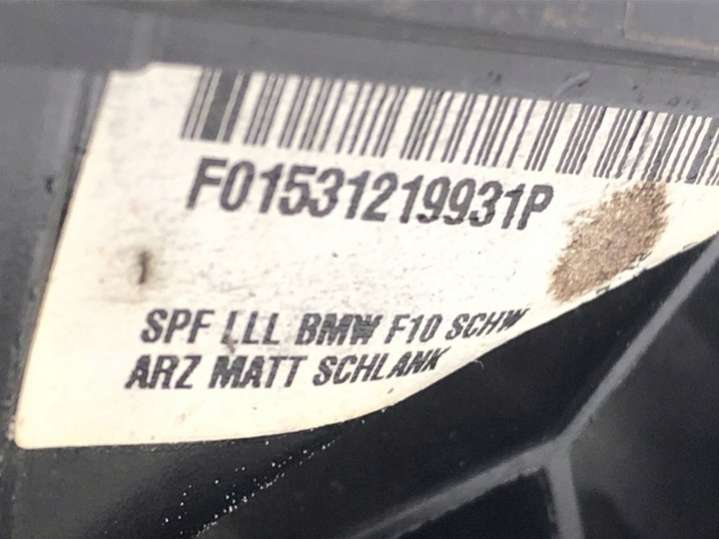 F01531219931P
SPF LLL BMW F10 SCHW
ARZ MATT SCHLANK